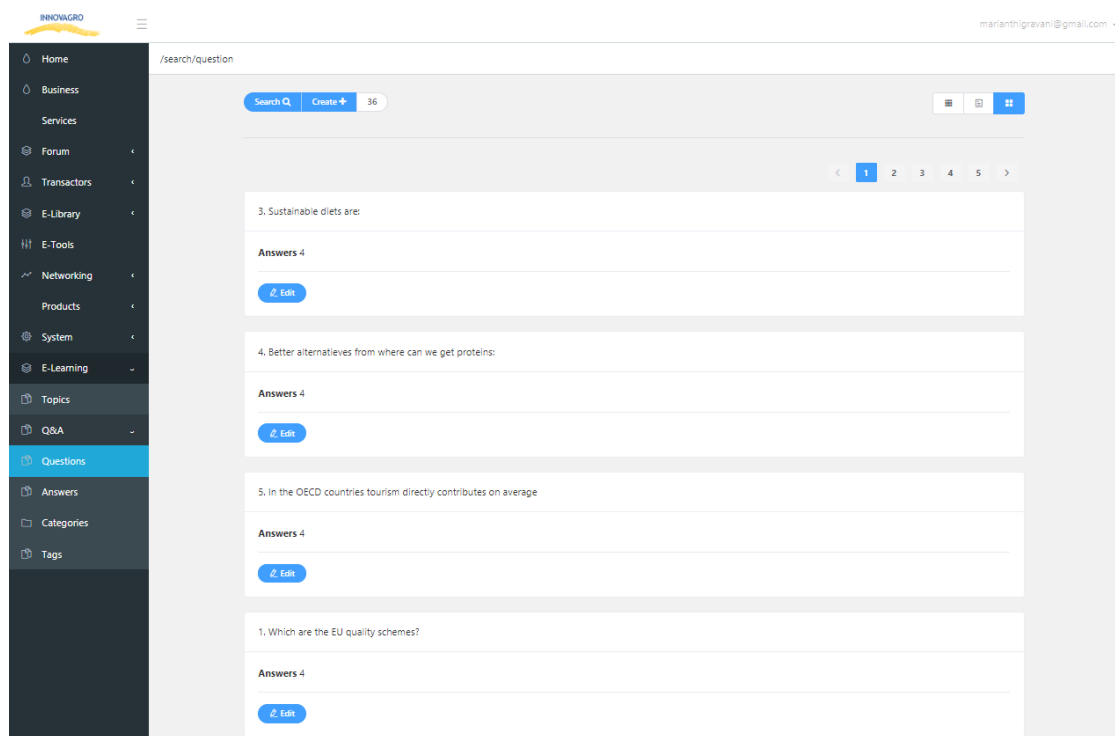 INNOVAGRO
marianthigravani@gmail.com
Home
/search/question
Business
Services
Forum
Transactors
E-Library
E-Tools
Networking
Products
System
E-Learning
Topics
Q&A
Questions
Answers
Categories
Tags
Search Create + 36
1 2 3 4 5
3. Sustainable diets are:
Answers 4
Edit
4. Better alternatieves from where can we get proteins:
Answers 4
Edit
5. In the OECD countries tourism directly contributes on average
Answers 4
Edit
1. Which are the EU quality schemes?
Answers 4
Edit